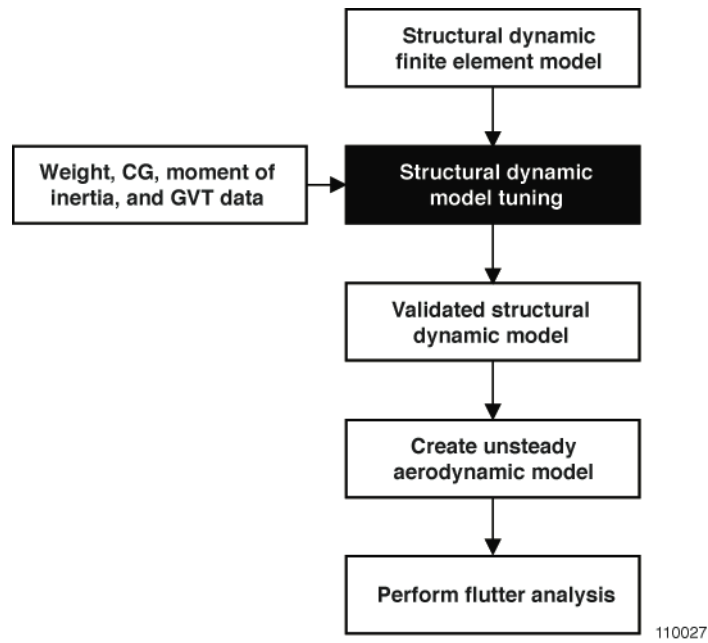 Structural dynamic
finite element model
Weight, CG, moment of
inertia, and GVT data
Structural dynamic
model tuning
Validated structural
dynamic model
Create unsteady
aerodynamic model
Perform flutter analysis
110027